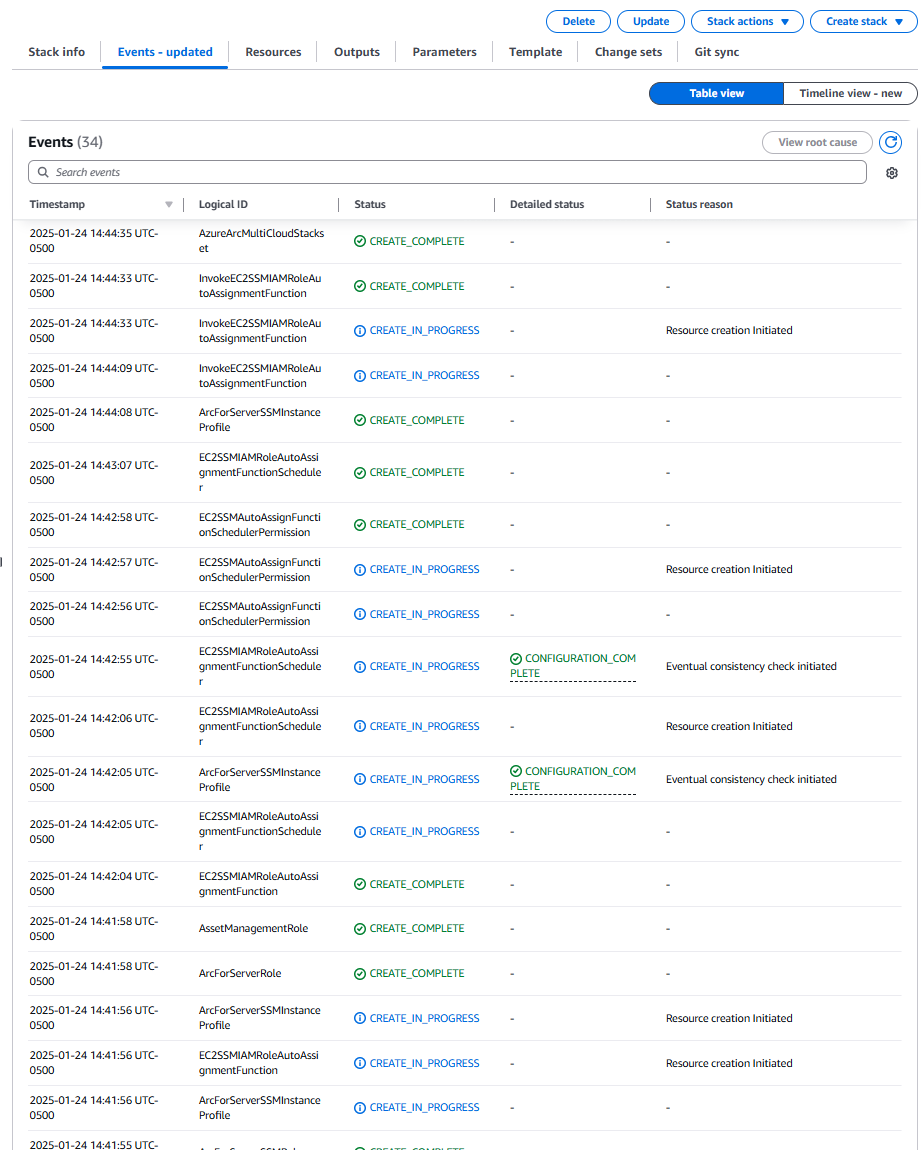 Delete Update Stack actions Create stack
Stack info Events - updated Resources Outputs Parameters Template Change sets Git sync
Table view Timeline view - new
Events (34) View root cause
Search events
Timestamp Logical ID Status Detailed status Status reason
2025-01-24 14:44:35 UTC-0500 AzureArcMultiCloudStackset CREATE_COMPLETE - -
2025-01-24 14:44:33 UTC-0500 InvokeEC2SSMIAMRoleAutoAssignmentFunction CREATE_COMPLETE - -
2025-01-24 14:44:33 UTC-0500 InvokeEC2SSMIAMRoleAutoAssignmentFunction CREATE_IN_PROGRESS - Resource creation Initiated
2025-01-24 14:44:09 UTC-0500 InvokeEC2SSMIAMRoleAutoAssignmentFunction CREATE_IN_PROGRESS - -
2025-01-24 14:44:08 UTC-0500 ArcForServerSSMInstanceProfile CREATE_COMPLETE - -
2025-01-24 14:43:07 UTC-0500 EC2SSMIAMRoleAutoAssignmentFunctionScheduler CREATE_COMPLETE - -
2025-01-24 14:42:58 UTC-0500 EC2SSMAutoAssignFunctionSchedulerPermission CREATE_COMPLETE - -
2025-01-24 14:42:57 UTC-0500 EC2SSMAutoAssignFunctionSchedulerPermission CREATE_IN_PROGRESS - Resource creation Initiated
2025-01-24 14:42:56 UTC-0500 EC2SSMAutoAssignFunctionSchedulerPermission CREATE_IN_PROGRESS - -
2025-01-24 14:42:55 UTC-0500 EC2SSMIAMRoleAutoAssignmentFunctionScheduler CREATE_IN_PROGRESS CONFIGURATION_COMPLETE Eventual consistency check initiated
2025-01-24 14:42:06 UTC-0500 EC2SSMIAMRoleAutoAssignmentFunctionScheduler CREATE_IN_PROGRESS - Resource creation Initiated
2025-01-24 14:42:05 UTC-0500 ArcForServerSSMInstanceProfile CREATE_IN_PROGRESS CONFIGURATION_COMPLETE Eventual consistency check initiated
2025-01-24 14:42:05 UTC-0500 EC2SSMIAMRoleAutoAssignmentFunctionScheduler CREATE_IN_PROGRESS - -
2025-01-24 14:42:04 UTC-0500 EC2SSMIAMRoleAutoAssignmentFunction CREATE_COMPLETE - -
2025-01-24 14:41:58 UTC-0500 AssetManagementRole CREATE_COMPLETE - -
2025-01-24 14:41:58 UTC-0500 ArcForServerRole CREATE_COMPLETE - -
2025-01-24 14:41:56 UTC-0500 ArcForServerSSMInstanceProfile CREATE_IN_PROGRESS - Resource creation Initiated
2025-01-24 14:41:56 UTC-0500 EC2SSMIAMRoleAutoAssignmentFunction CREATE_IN_PROGRESS - Resource creation Initiated
2025-01-24 14:41:56 UTC-0500 ArcForServerSSMInstanceProfile CREATE_IN_PROGRESS - -
2025-01-24 14:41:55 UTC-